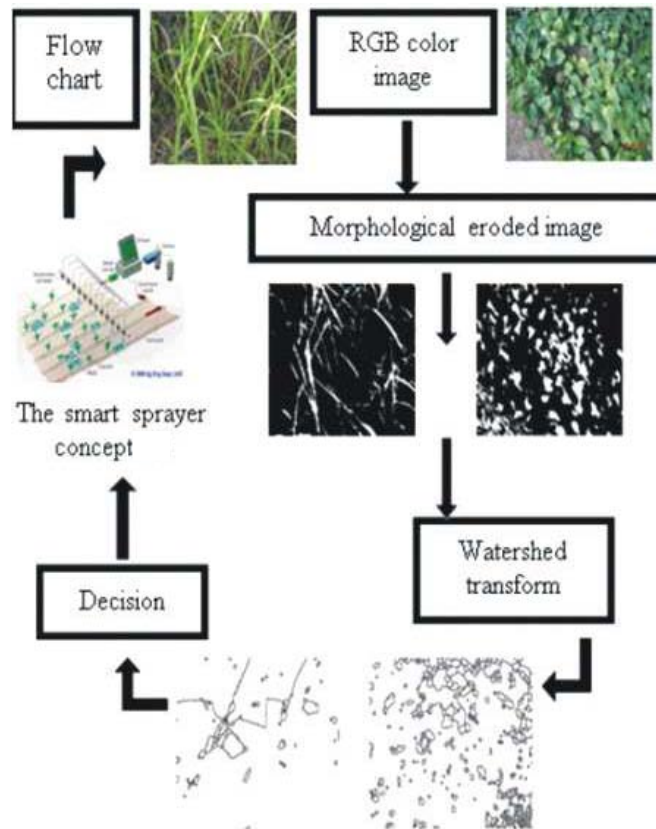 Flow
chart
RGB color
image
Morphological eroded image
The smart sprayer
concept
Watershed
transform
Decision